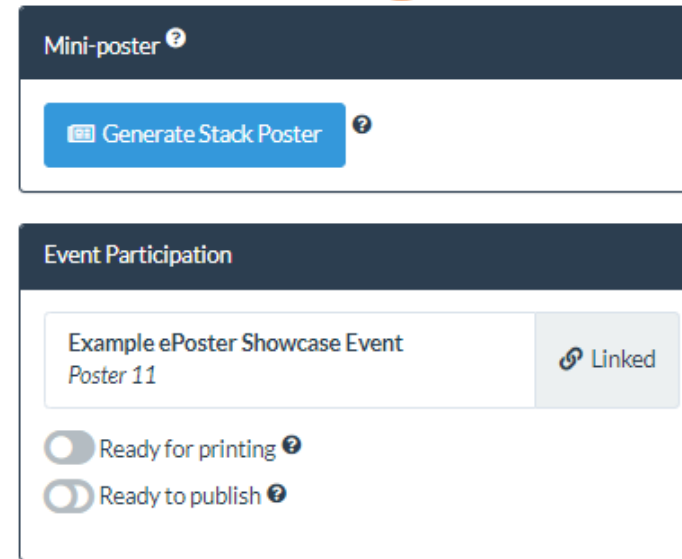 Mini-poster ?
Generate Stack Poster ?
Event Participation
Example ePoster Showcase Event
Poster 11
Linked
Ready for printing ?
Ready to publish ?